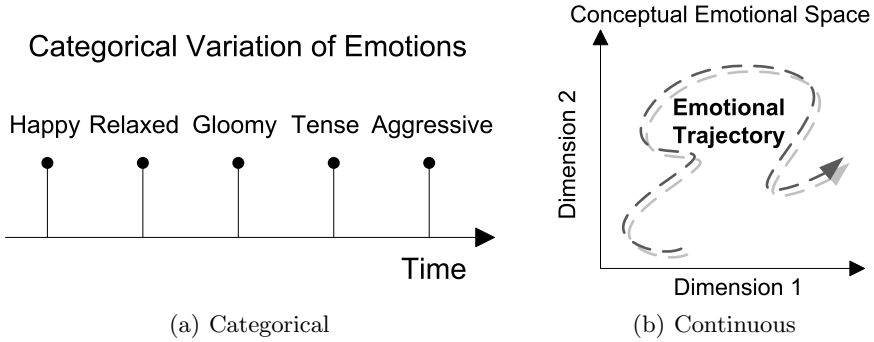 Categorical Variation of Emotions
Happy Relaxed Gloomy Tense Aggressive
Time
(a) Categorical
Conceptual Emotional Space
Dimension 2
Emotional
Trajectory
Dimension 1
(b) Continuous